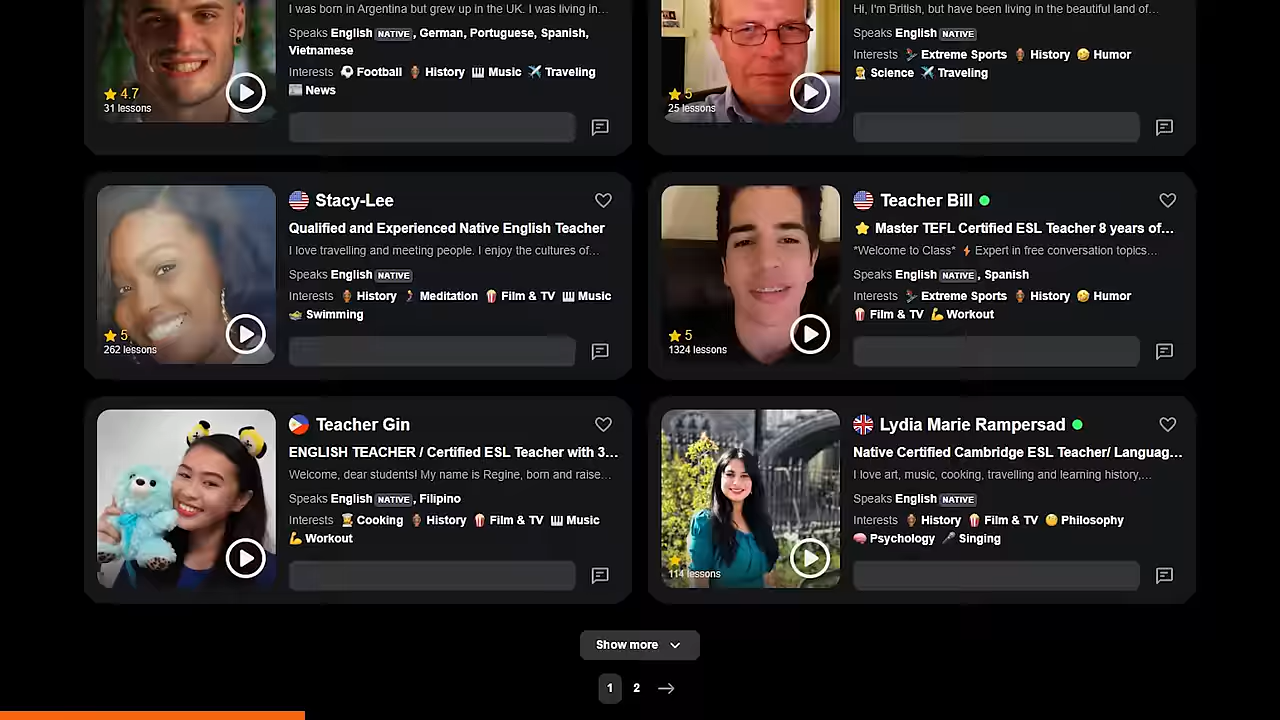 I was born in Argentina but grew up in the UK. I was living in…
Speaks English NATIVE, German, Portuguese, Spanish,
Vietnamese
Interests Football History Music Traveling
News
4.7
31 lessons
Hi, I'm British, but have been living in the beautiful land of…
Speaks English NATIVE
Interests Extreme Sports History Humor
Science Traveling
5
25 lessons
Stacy-Lee
Qualified and Experienced Native English Teacher
I love travelling and meeting people. I enjoy the cultures of…
Speaks English NATIVE
Interests History Meditation Film & TV Music
Swimming
5
262 lessons
Teacher Bill
Master TEFL Certified ESL Teacher 8 years of…
*Welcome to Class* Expert in free conversation topics…
Speaks English NATIVE, Spanish
Interests Extreme Sports History Humor
Film & TV Workout
5
1324 lessons
Teacher Gin
ENGLISH TEACHER / Certified ESL Teacher with 3…
Welcome, dear students! My name is Regine, born and raise…
Speaks English NATIVE, Filipino
Interests Cooking History Film & TV Music
Workout
Lydia Marie Rampersad
Native Certified Cambridge ESL Teacher/ Languag…
I love art, music, cooking, travelling and learning history,…
Speaks English NATIVE
Interests History Film & TV Philosophy
Psychology Singing
114 lessons
Show more
1 2